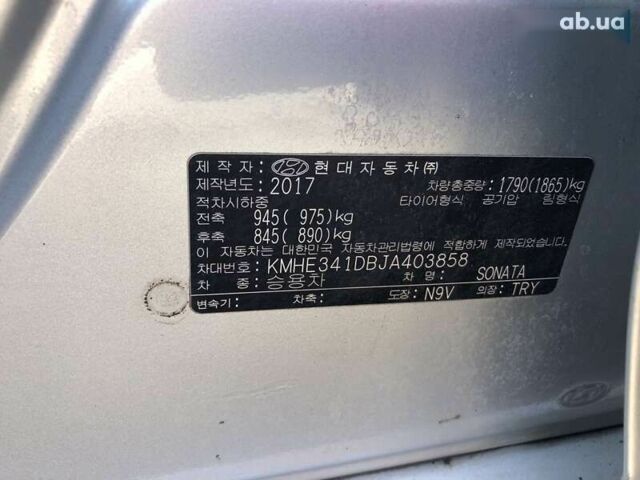 ab.ua
제 작 자 : HYUNDAI 현대자동차㈜
제작년도: 2017 차량총중량: 1790(1865)kg
적차시하중 타이어형식 공기압 림형식
전축 945( 975)kg
후축 845( 890)kg
이 자동차는 대한민국 자동차관리법령에 적합하게 제작되었습니다.
차대번호: KMHE341DBJA403858
차 종: 승용차 차 명: SONATA
변속기: 차축: 도장: N9V 의장: TRY